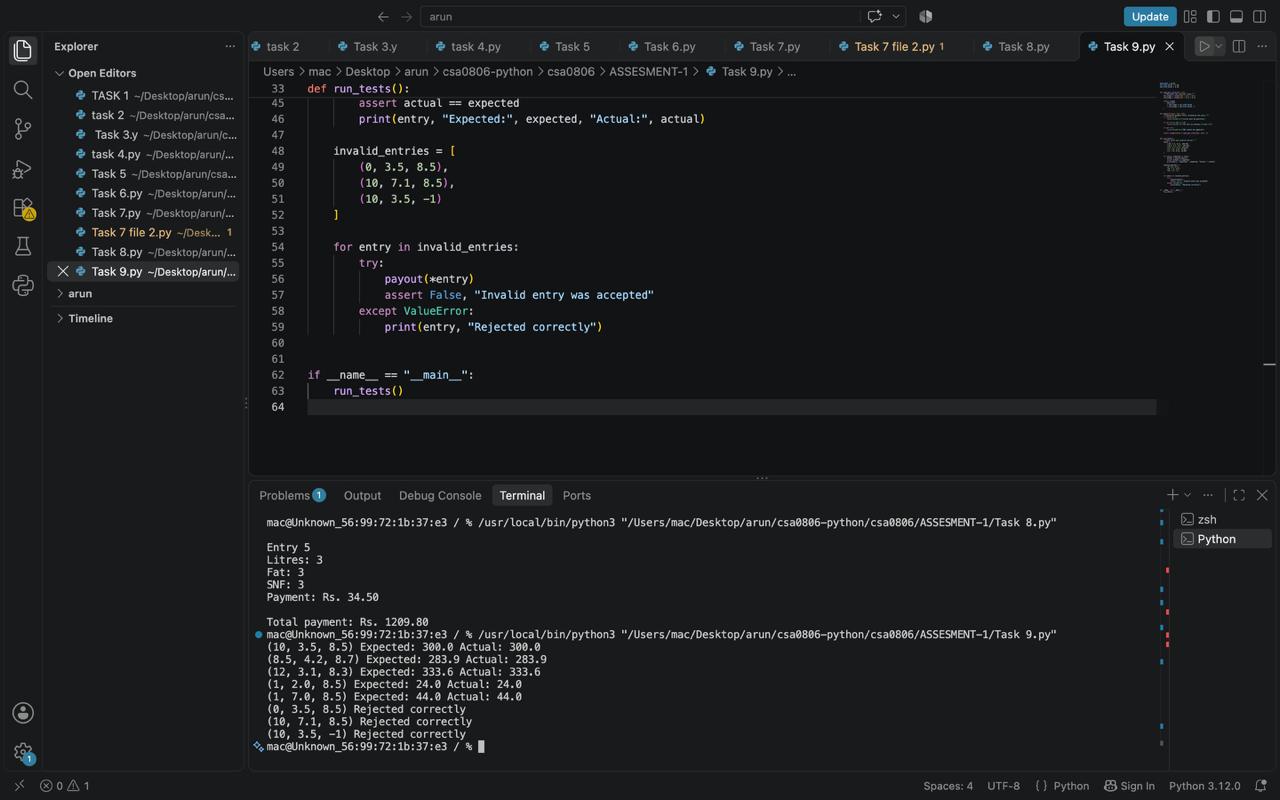 arun
Update
Explorer
task 2
Task 3.y
task 4.py
Task 5
Task 6.py
Task 7.py
Task 7 file 2.py 1
Task 8.py
Task 9.py
Users > mac > Desktop > arun > csa0806-python > csa0806 > ASSESMENT-1 > Task 9.py > ...
Open Editors
TASK 1 ~/Desktop/arun/cs...
task 2 ~/Desktop/arun/csa...
Task 3.y ~/Desktop/arun/c...
task 4.py ~/Desktop/arun/...
Task 5 ~/Desktop/arun/csa...
Task 6.py ~/Desktop/arun/...
Task 7.py ~/Desktop/arun/...
Task 7 file 2.py ~/Desk... 1
Task 8.py ~/Desktop/arun/...
Task 9.py ~/Desktop/arun/...
arun
Timeline
33 def run_tests():
45 assert actual == expected
46 print(entry, "Expected:", expected, "Actual:", actual)
47
48 invalid_entries = [
49 (0, 3.5, 8.5),
50 (10, 7.1, 8.5),
51 (10, 3.5, -1)
52 ]
53
54 for entry in invalid_entries:
55 try:
56 payout(*entry)
57 assert False, "Invalid entry was accepted"
58 except ValueError:
59 print(entry, "Rejected correctly")
60
61
62 if __name__ == "__main__":
63 run_tests()
64
Problems 1 Output Debug Console Terminal Ports
mac@Unknown_56:99:72:1b:37:e3 / % /usr/local/bin/python3 "/Users/mac/Desktop/arun/csa0806-python/csa0806/ASSESMENT-1/Task 8.py"
Entry 5
Litres: 3
Fat: 3
SNF: 3
Payment: Rs. 34.50
Total payment: Rs. 1209.80
mac@Unknown_56:99:72:1b:37:e3 / % /usr/local/bin/python3 "/Users/mac/Desktop/arun/csa0806-python/csa0806/ASSESMENT-1/Task 9.py"
(10, 3.5, 8.5) Expected: 300.0 Actual: 300.0
(8.5, 4.2, 8.7) Expected: 283.9 Actual: 283.9
(12, 3.1, 8.3) Expected: 333.6 Actual: 333.6
(1, 2.0, 8.5) Expected: 24.0 Actual: 24.0
(1, 7.0, 8.5) Expected: 44.0 Actual: 44.0
(0, 3.5, 8.5) Rejected correctly
(10, 7.1, 8.5) Rejected correctly
(10, 3.5, -1) Rejected correctly
mac@Unknown_56:99:72:1b:37:e3 / %
zsh
Python
1
0 1
Spaces: 4 UTF-8 { } Python Sign In Python 3.12.0